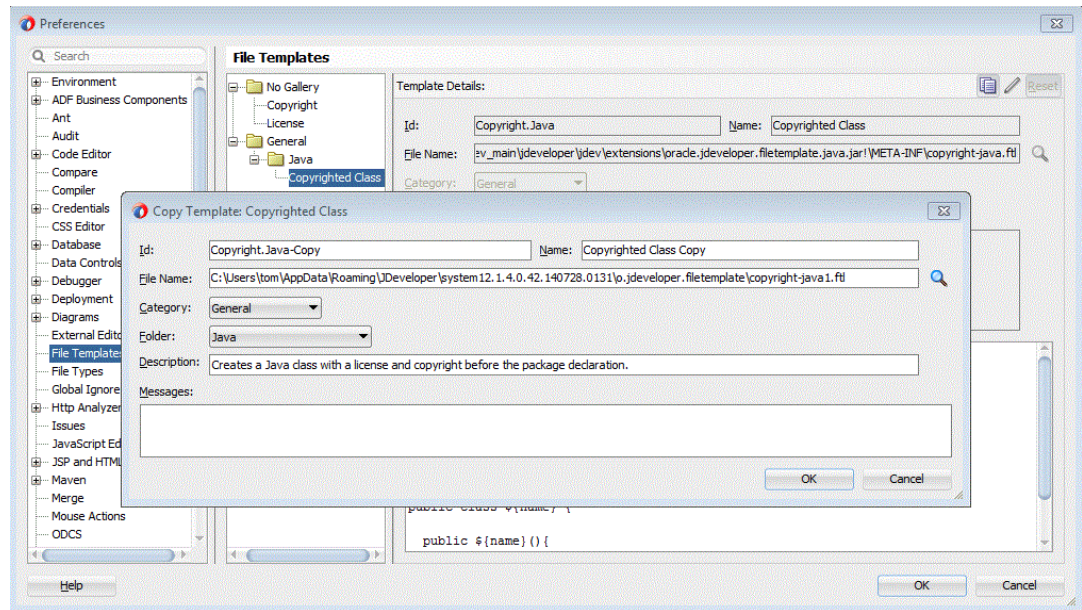 Preferences
Search
Environment
ADF Business Components
Ant
Audit
Code Editor
Compare
Compiler
Credentials
CSS Editor
Database
Data Controls
Debugger
Deployment
Diagrams
External Edito
File Template
File Types
Global Ignore
Http Analyzer
Issues
JavaScript Ed
JSP and HTML
Maven
Merge
Mouse Actions
ODCS
File Templates
No Gallery
Copyright
License
General
Java
Copyrighted Class
Template Details:
Reset
Id: Copyright.Java Name: Copyrighted Class
File Name: ev_main\jdeveloper\jdev\extensions\oracle.jdeveloper.filetemplate.java.jar!\META-INF\copyright-java.ftl
Category: General
Copy Template: Copyrighted Class
Id: Copyright.Java-Copy Name: Copyrighted Class Copy
File Name: C:\Users\tom\AppData\Roaming\JDeveloper\system12.1.4.0.42.140728.0131\o.jdeveloper.filetemplate\copyright-java1.ftl
Category: General
Folder: Java
Description: Creates a Java class with a license and copyright before the package declaration.
Messages:
OK Cancel
public class ${name} {
public ${name}(){
Help OK Cancel